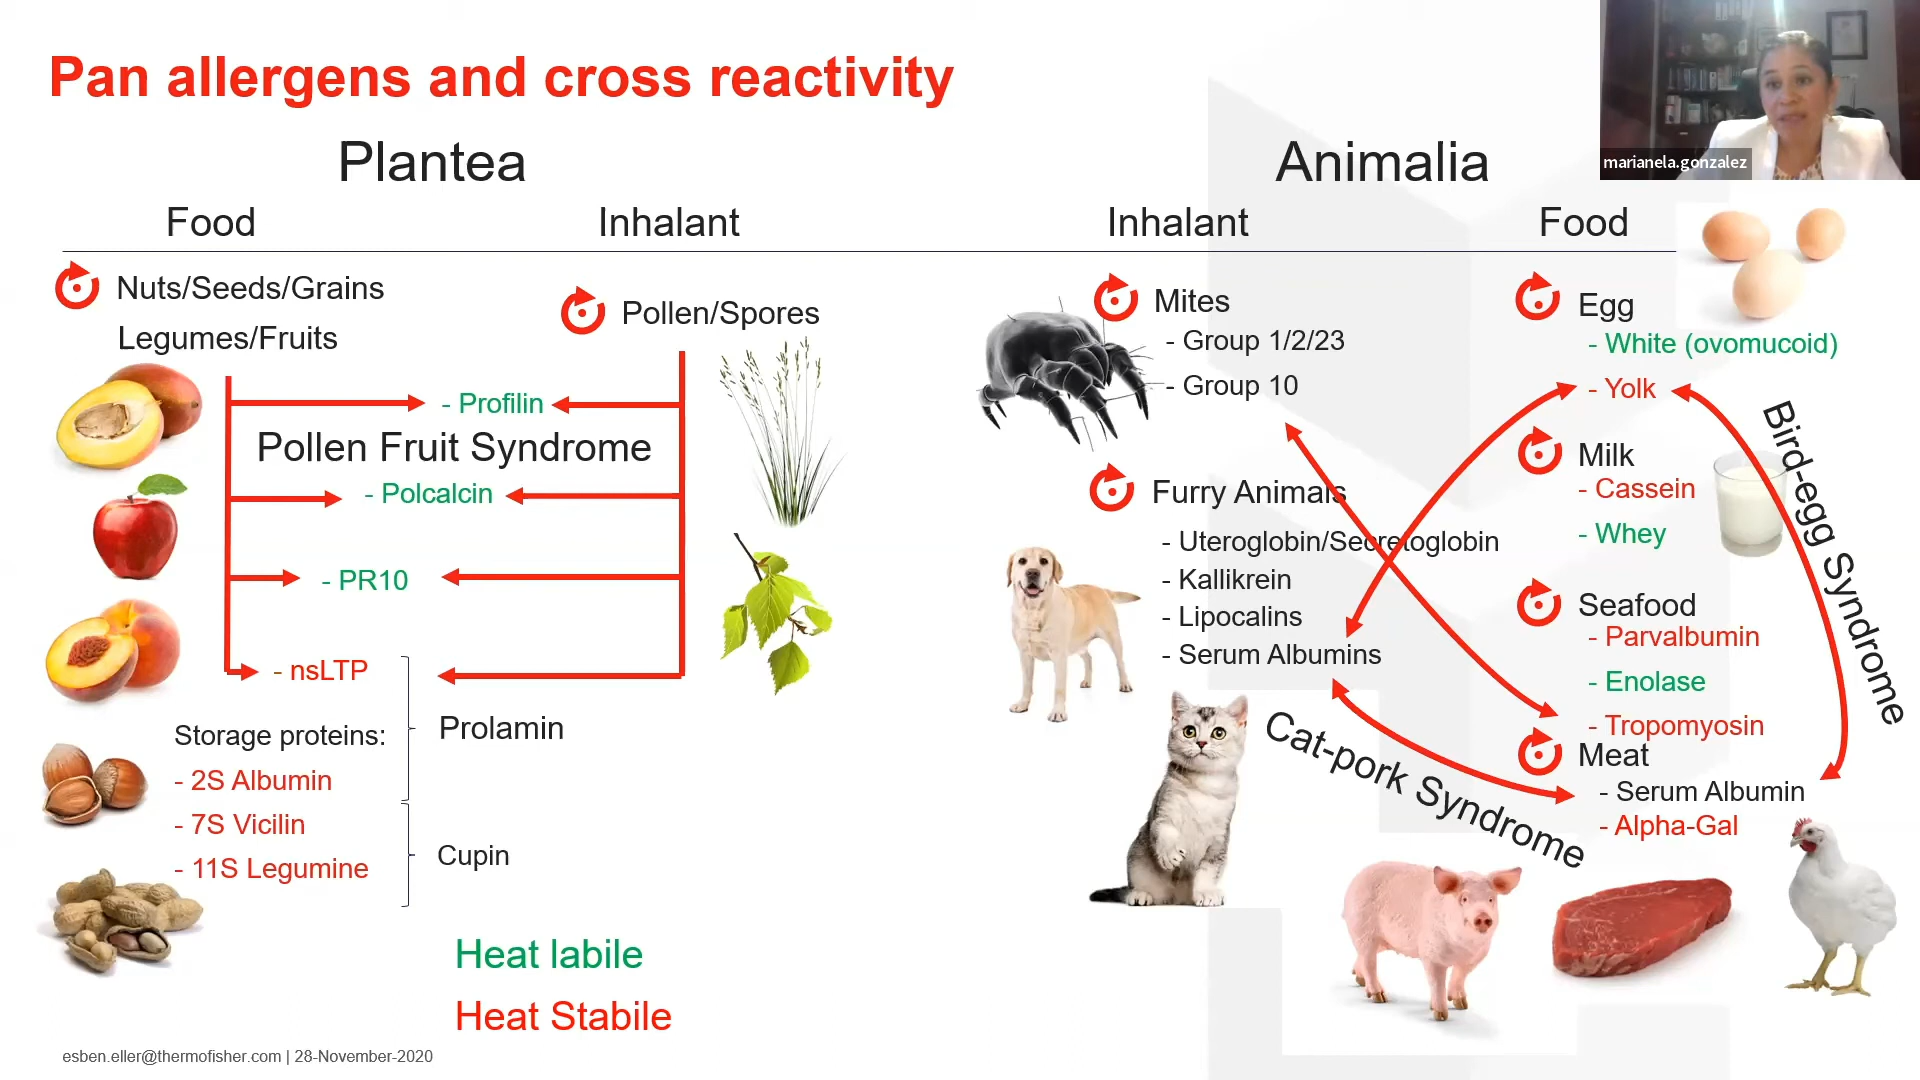 Pan allergens and cross reactivity
marianela.gonzalez
Plantea
Animalia
Food
Inhalant
Inhalant
Food
Nuts/Seeds/Grains
Legumes/Fruits
Pollen/Spores
- Profilin
Pollen Fruit Syndrome
- Polcalcin
- PR10
- nsLTP
Prolamin
Storage proteins:
- 2S Albumin
- 7S Vicilin
- 11S Legumine
Cupin
Heat labile
Heat Stabile
Mites
- Group 1/2/23
- Group 10
Furry Animals
- Uteroglobin/Secretoglobin
- Kallikrein
- Lipocalins
- Serum Albumins
Cat-pork Syndrome
Egg
- White (ovomucoid)
- Yolk
Milk
- Cassein
- Whey
Seafood
- Parvalbumin
- Enolase
- Tropomyosin
Meat
- Serum Albumin
- Alpha-Gal
Bird-egg Syndrome
esben.eller@thermofisher.com | 28-November-2020